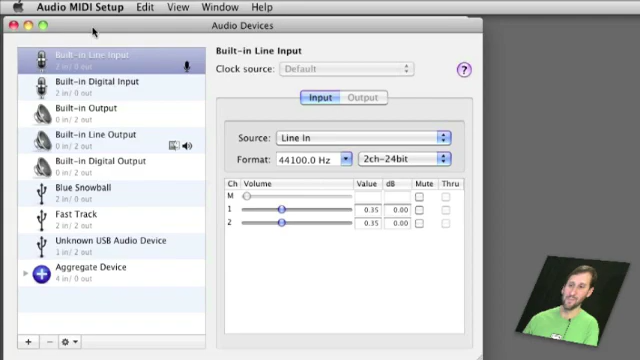 Audio MIDI Setup Edit View Window Help
Audio Devices
Built-in Line Input
2 in/ 0 out
Built-in Digital Input
2 in/ 0 out
Built-in Output
0 in/ 2 out
Built-in Line Output
0 in/ 2 out
Built-in Digital Output
0 in/ 2 out
Blue Snowball
2 in/ 0 out
Fast Track
2 in/ 2 out
Unknown USB Audio Device
1 in/ 2 out
Aggregate Device
4 in/ 0 out
Built-in Line Input
Clock source: Default
?
Input Output
Source: Line In
Format: 44100.0 Hz 2ch-24bit
Ch Volume Value dB Mute Thru
M
1 0.35 0.00
2 0.35 0.00